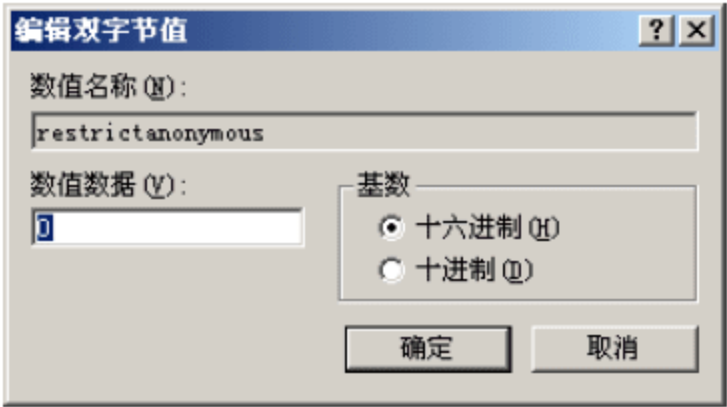 编辑双字节值
数值名称(N):
restrictanonymous
数值数据(V):
0
基数
十六进制(H)
十进制(D)
确定
取消